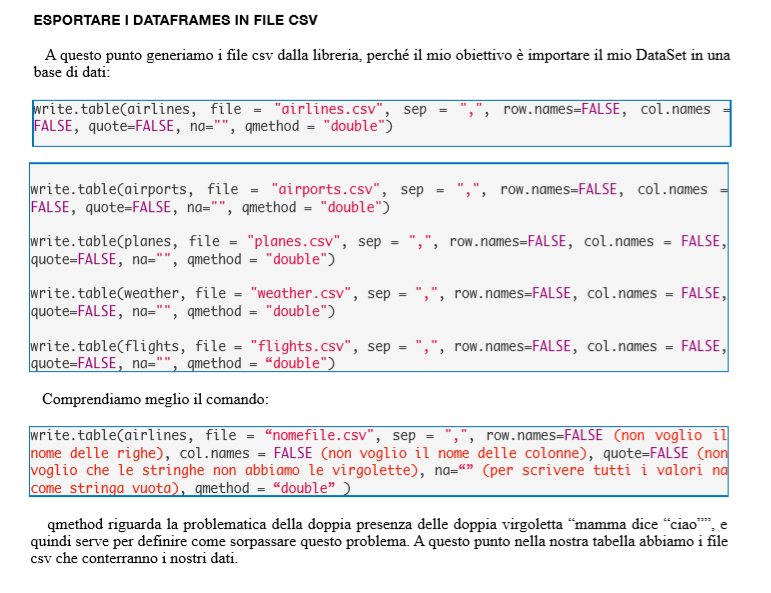 ESPORTARE I DATAFRAMES IN FILE CSV
A questo punto generiamo i file csv dalla libreria, perché il mio obiettivo è importare il mio DataSet in una
base di dati:
write.table(airlines, file = "airlines.csv", sep = ",", row.names=FALSE, col.names =
FALSE, quote=FALSE, na="", qmethod = "double")
write.table(airports, file = "airports.csv", sep = ",", row.names=FALSE, col.names =
FALSE, quote=FALSE, na="", qmethod = "double")
write.table(planes, file = "planes.csv", sep = ",", row.names=FALSE, col.names = FALSE,
quote=FALSE, na="", qmethod = "double")
write.table(weather, file = "weather.csv", sep = ",", row.names=FALSE, col.names = FALSE,
quote=FALSE, na="", qmethod = "double")
write.table(flights, file = "flights.csv", sep = ",", row.names=FALSE, col.names = FALSE,
quote=FALSE, na="", qmethod = “double")
Comprendiamo meglio il comando:
write.table(airlines, file = “nomefile.csv", sep = ",", row.names=FALSE (non voglio il
nome delle righe), col.names = FALSE (non voglio il nome delle colonne), quote=FALSE (non
voglio che le stringhe non abbiamo le virgolette), na=“” (per scrivere tutti i valori na
come stringa vuota), qmethod = “double” )
qmethod riguarda la problematica della doppia presenza delle doppia virgoletta “mamma dice “ciao””’, e
quindi serve per definire come sorpassare questo problema. A questo punto nella nostra tabella abbiamo i file
csv che conterranno i nostri dati.